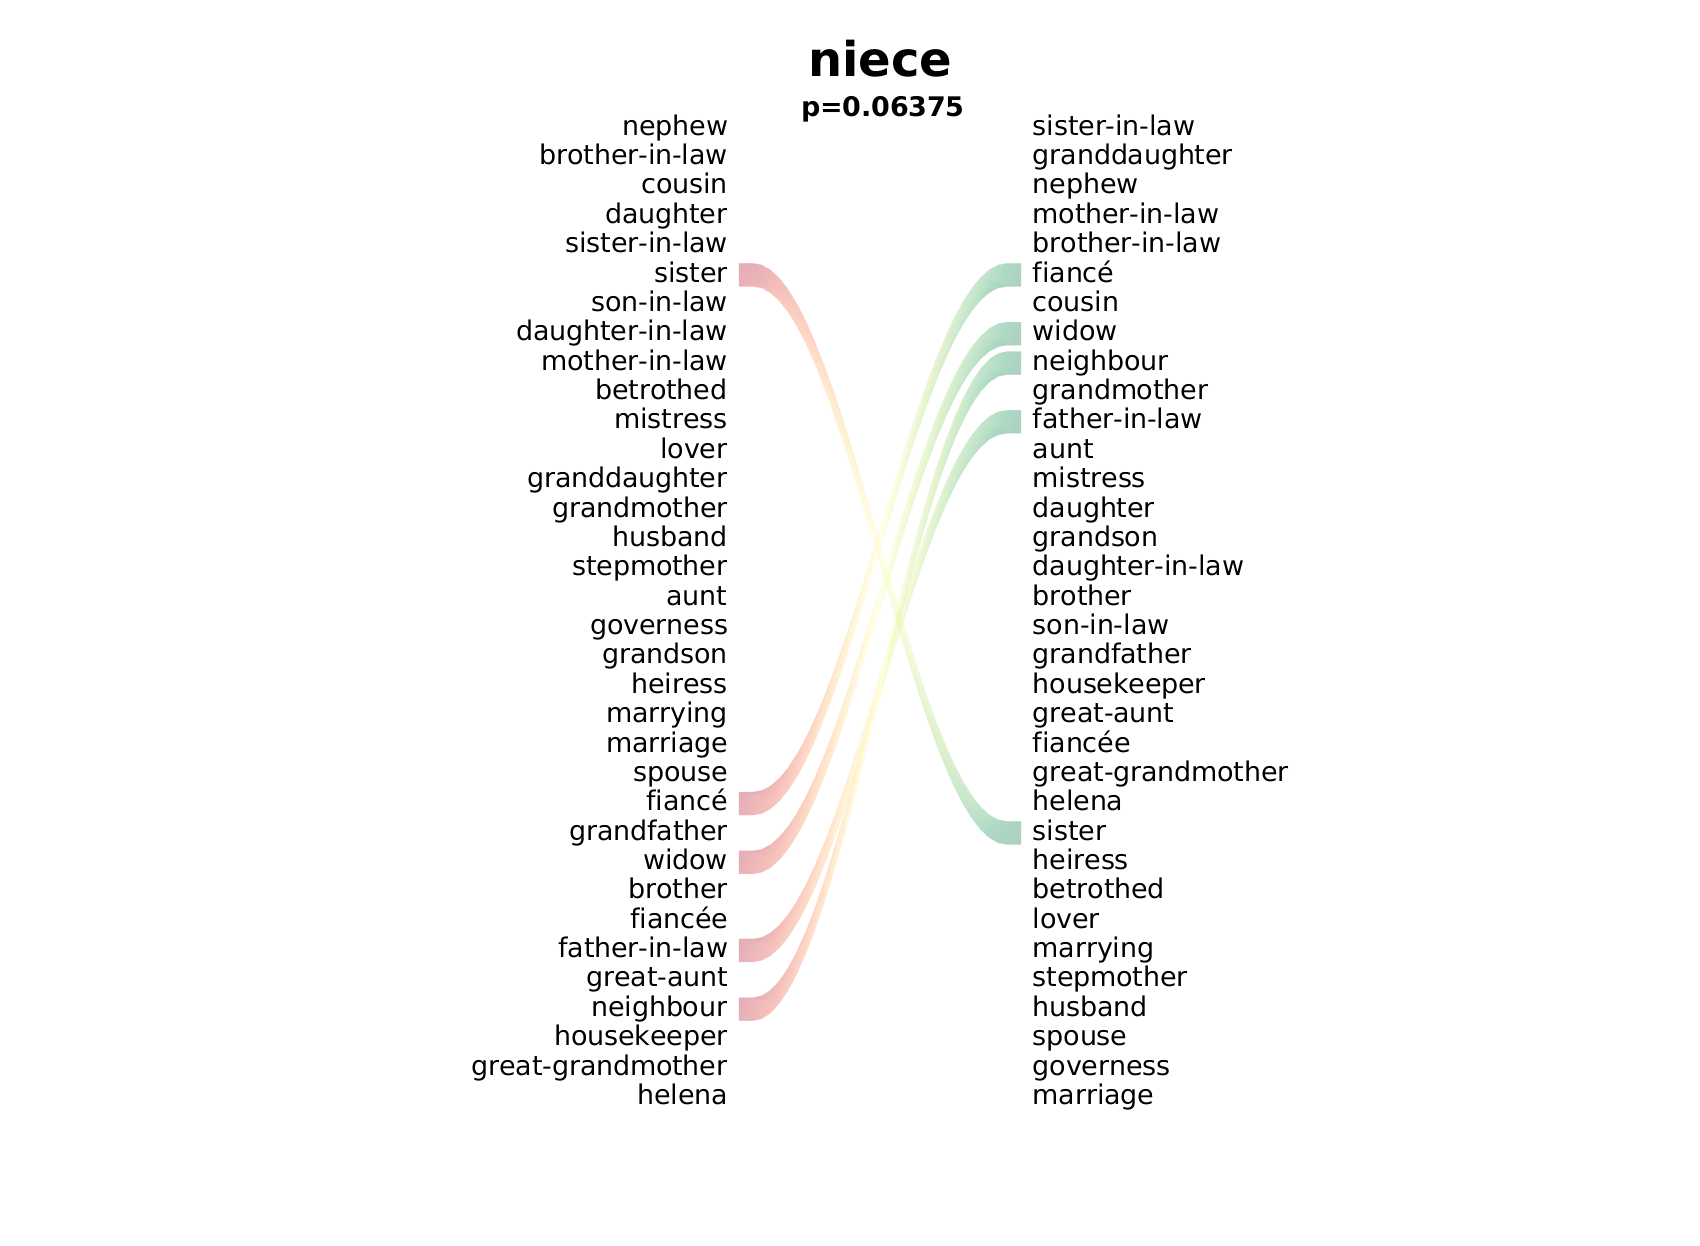 niece
p=0.06375
nephew
brother-in-law
cousin
daughter
sister-in-law
sister
son-in-law
daughter-in-law
mother-in-law
betrothed
mistress
lover
granddaughter
grandmother
husband
stepmother
aunt
governess
grandson
heiress
marrying
marriage
spouse
fiancé
grandfather
widow
brother
fiancée
father-in-law
great-aunt
neighbour
housekeeper
great-grandmother
helena
sister-in-law
granddaughter
nephew
mother-in-law
brother-in-law
fiancé
cousin
widow
neighbour
grandmother
father-in-law
aunt
mistress
daughter
grandson
daughter-in-law
brother
son-in-law
grandfather
housekeeper
great-aunt
fiancée
great-grandmother
helena
sister
heiress
betrothed
lover
marrying
stepmother
husband
spouse
governess
marriage